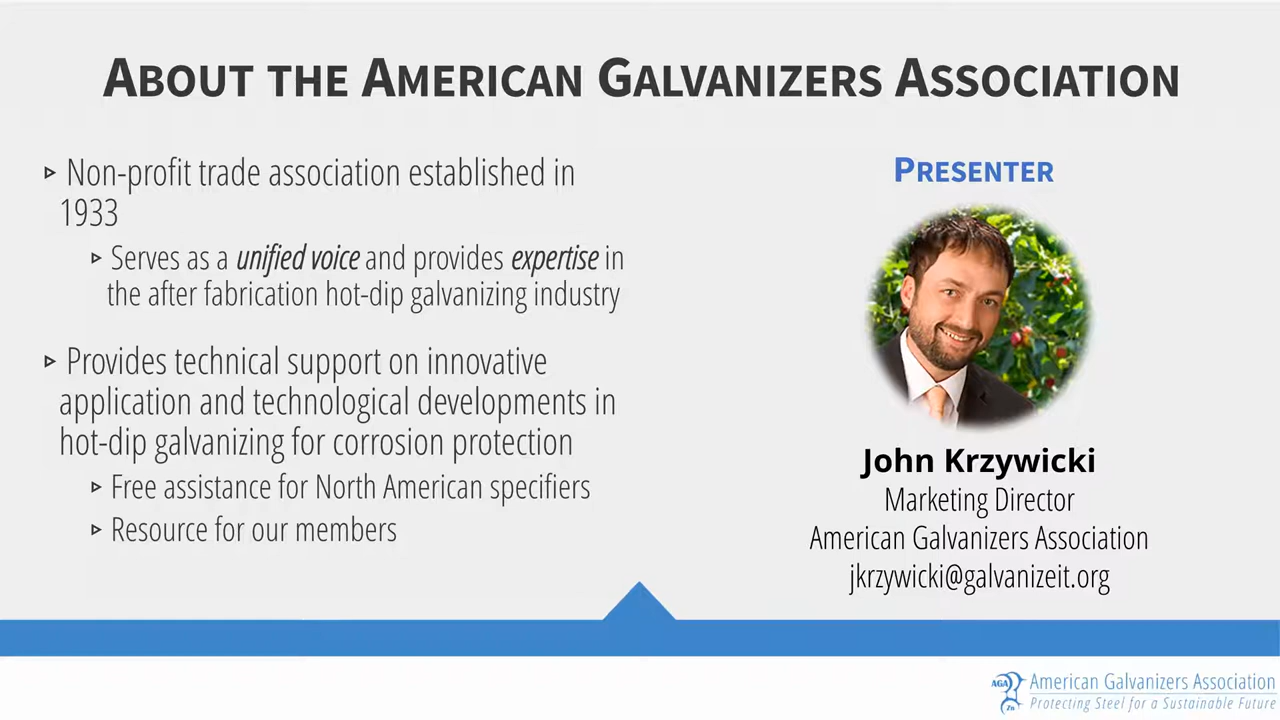 ABOUT THE AMERICAN GALVANIZERS ASSOCIATION
▹ Non-profit trade association established in
1933
▹ Serves as a unified voice and provides expertise in
the after fabrication hot-dip galvanizing industry
▹ Provides technical support on innovative
application and technological developments in
hot-dip galvanizing for corrosion protection
▹ Free assistance for North American specifiers
▹ Resource for our members
PRESENTER
John Krzywicki
Marketing Director
American Galvanizers Association
jkrzywicki@galvanizeit.org
AGA
Zn
American Galvanizers Association
Protecting Steel for a Sustainable Future